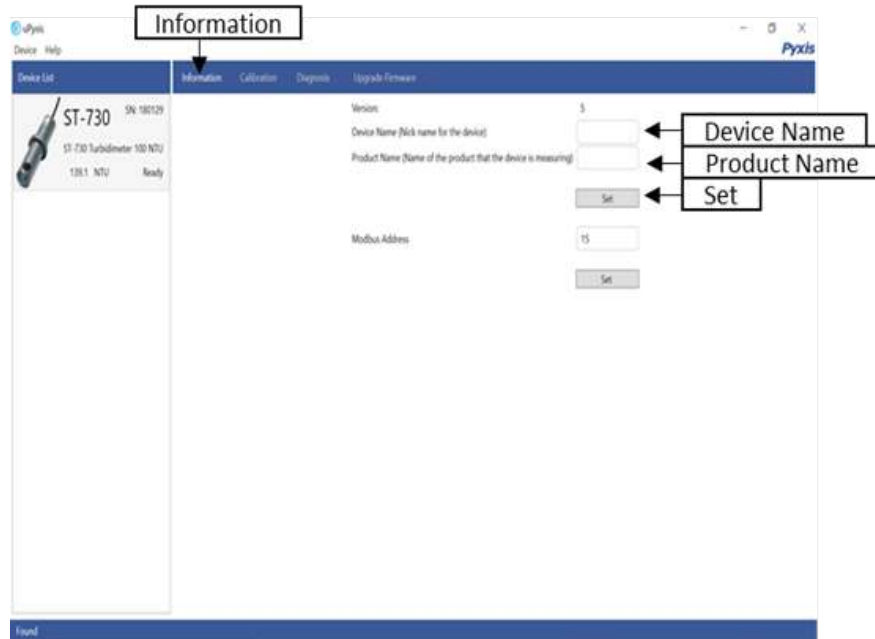 Information
uPyxis
Device Help
Pyxis
Device List
Information Calibration Diagnosis Upgrade Firmware
ST-730 SN: 180129
ST-730 Turbidimeter 100 NTU
139.1 NTU Ready
Version: 5
Device Name (Nick name for the device)
Device Name
Product Name (Name of the product that the device is measuring)
Product Name
Set
Set
Modbus Address 15
Set
Found